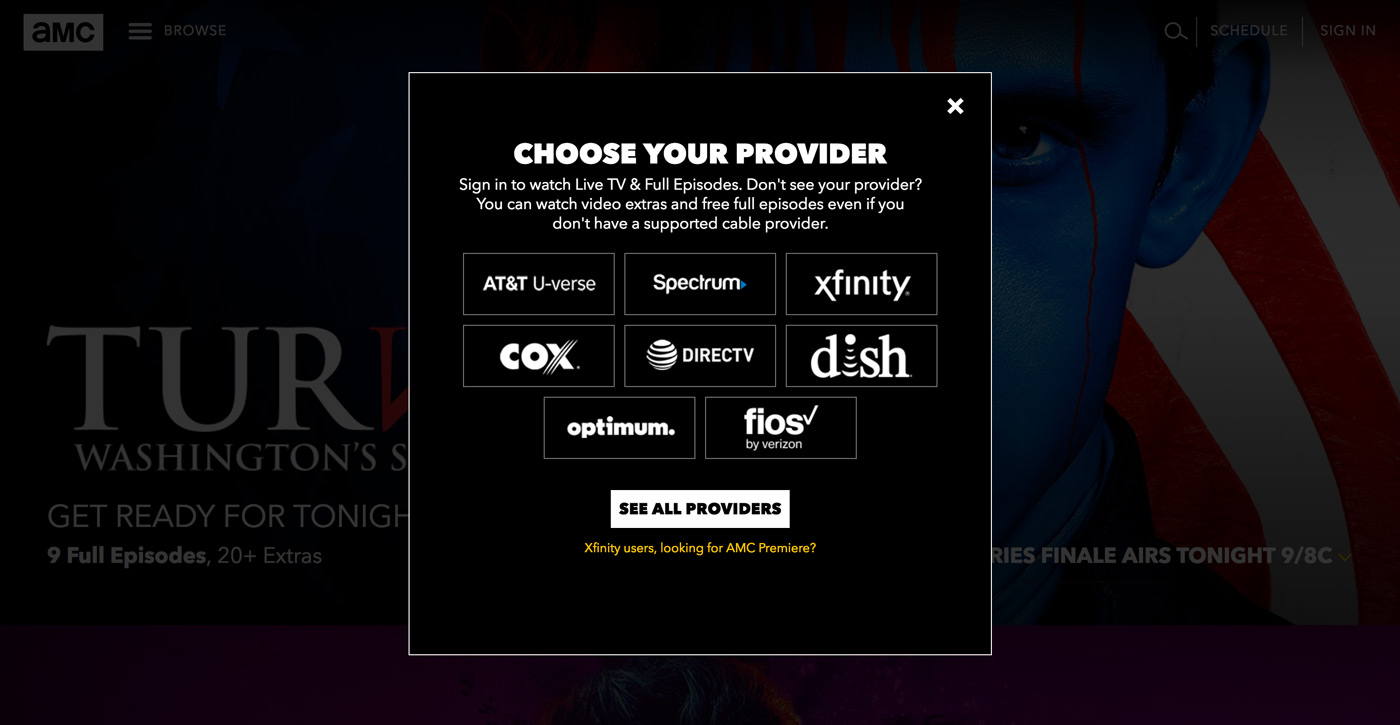 amc
BROWSE
SCHEDULE
SIGN IN
CHOOSE YOUR PROVIDER
Sign in to watch Live TV & Full Episodes. Don't see your provider?
You can watch video extras and free full episodes even if you
don't have a supported cable provider.
AT&T U-verse
Spectrum
xfinity
COX
DIRECTV
dish
optimum.
fios
by verizon
SEE ALL PROVIDERS
Xfinity users, looking for AMC Premiere?
TUR
WASHINGTON'S S
GET READY FOR TONIGH
9 Full Episodes, 20+ Extras
RIES FINALE AIRS TONIGHT 9/8C